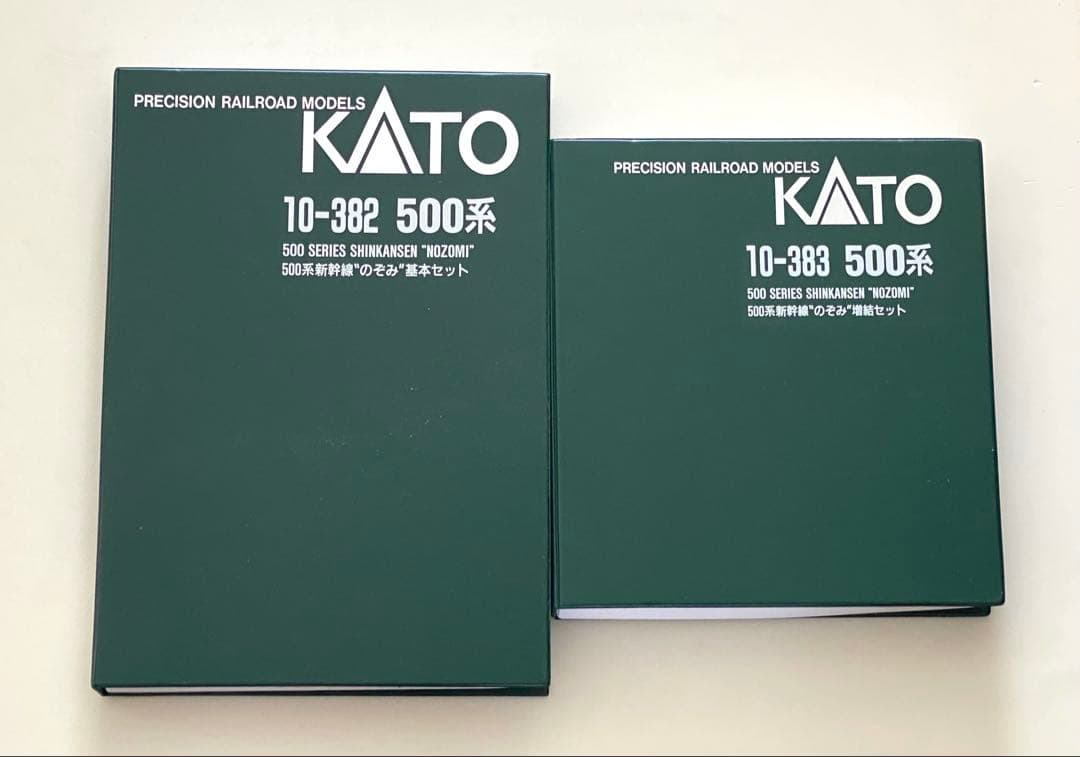 PRECISION RAILROAD MODELS
KATO
10-382 500系
500 SERIES SHINKANSEN "NOZOMI"
500系新幹線"のぞみ"基本セット
PRECISION RAILROAD MODELS
KATO
10-383 500系
500 SERIES SHINKANSEN "NOZOMI"
500系新幹線"のぞみ"増結セット